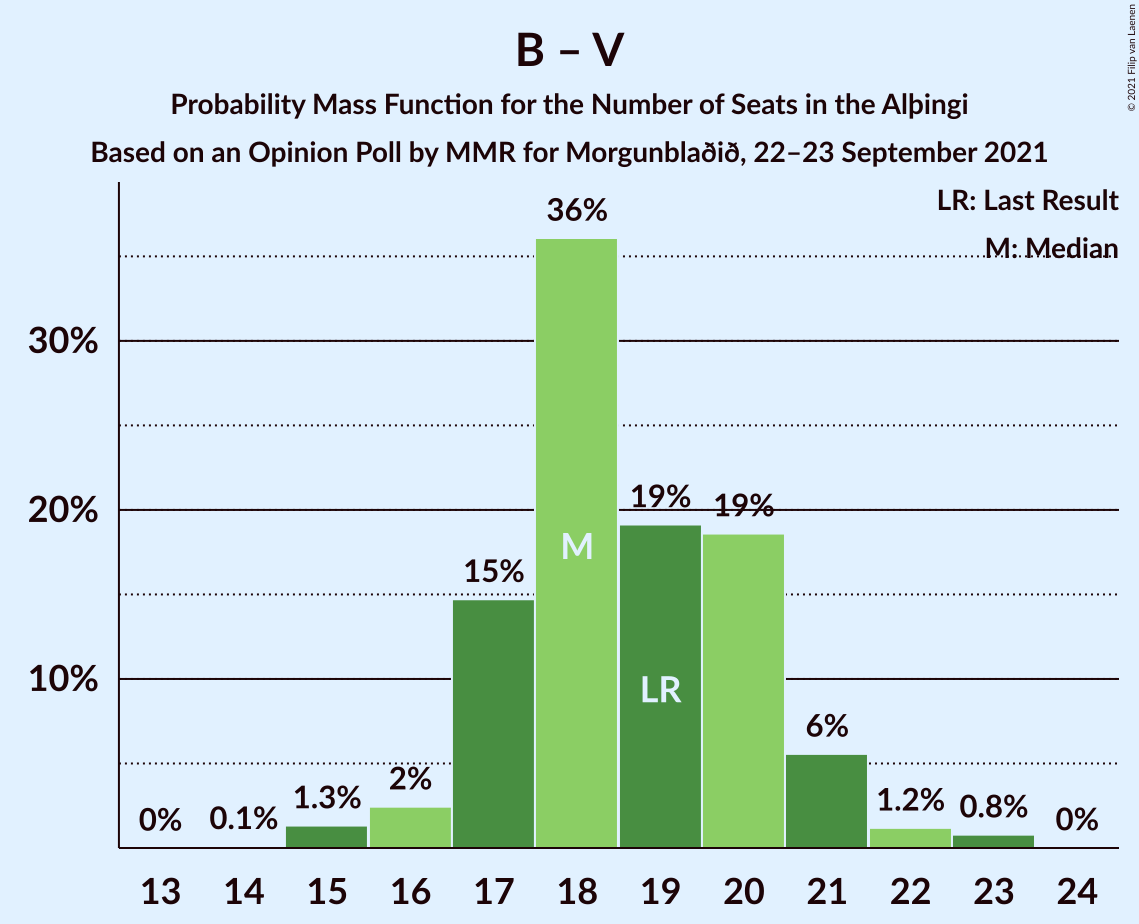 B – V
Probability Mass Function for the Number of Seats in the Alþingi
Based on an Opinion Poll by MMR for Morgunblaðið, 22–23 September 2021
© 2021 Filip van Laenen
LR: Last Result
M: Median
30%
20%
10%
0%
0.1%
1.3%
2%
15%
36%
19%
19%
6%
1.2%
0.8%
0%
M
LR
13 14 15 16 17 18 19 20 21 22 23 24